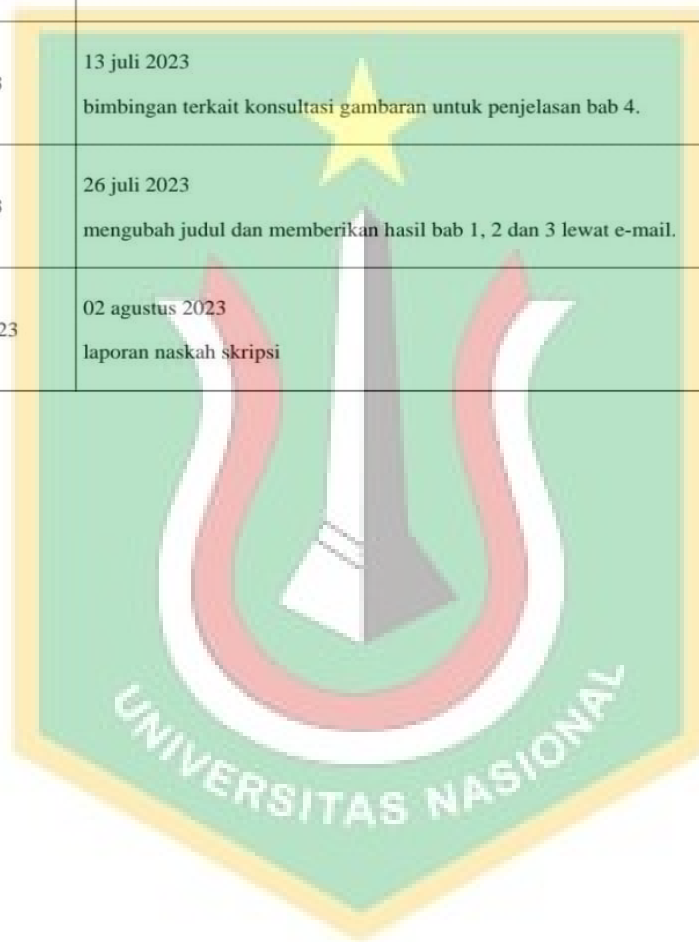 13 juli 2023
bimbingan terkait konsultasi gambaran untuk penjelasan bab 4.
26 juli 2023
mengubah judul dan memberikan hasil bab 1, 2 dan 3 lewat e-mail.
23
02 agustus 2023
laporan naskah skripsi
UNIVERSITAS NASIONAL